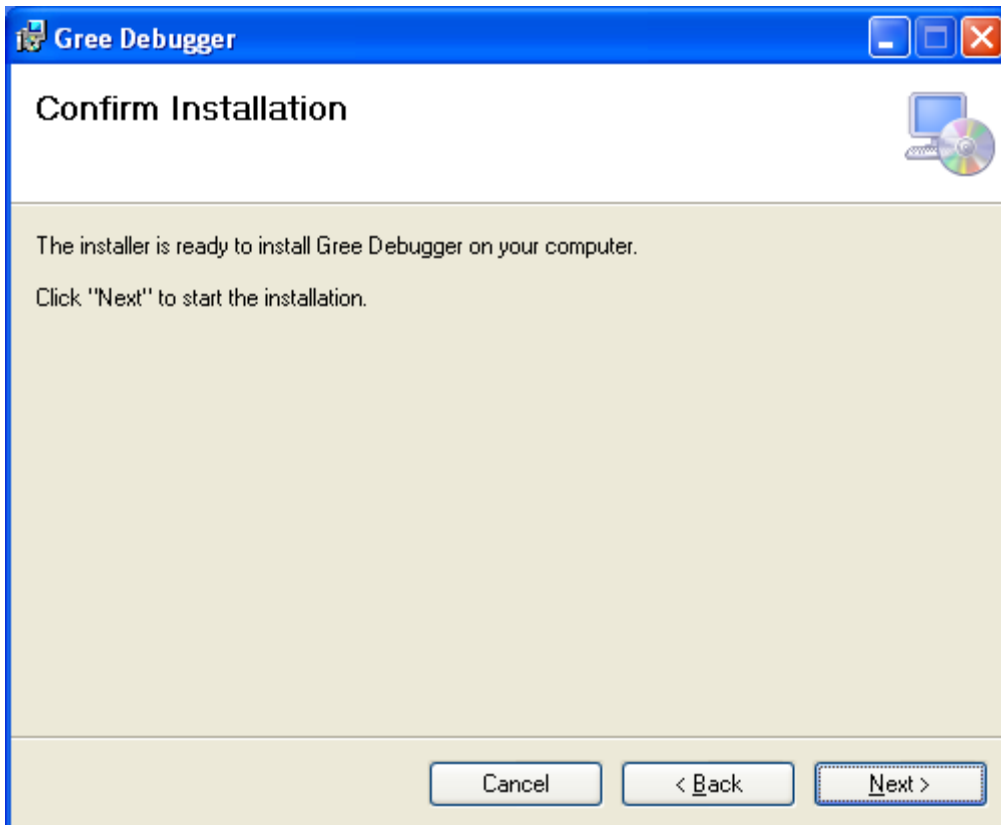 Gree Debugger
Confirm Installation
The installer is ready to install Gree Debugger on your computer.
Click "Next" to start the installation.
Cancel
< Back
Next >